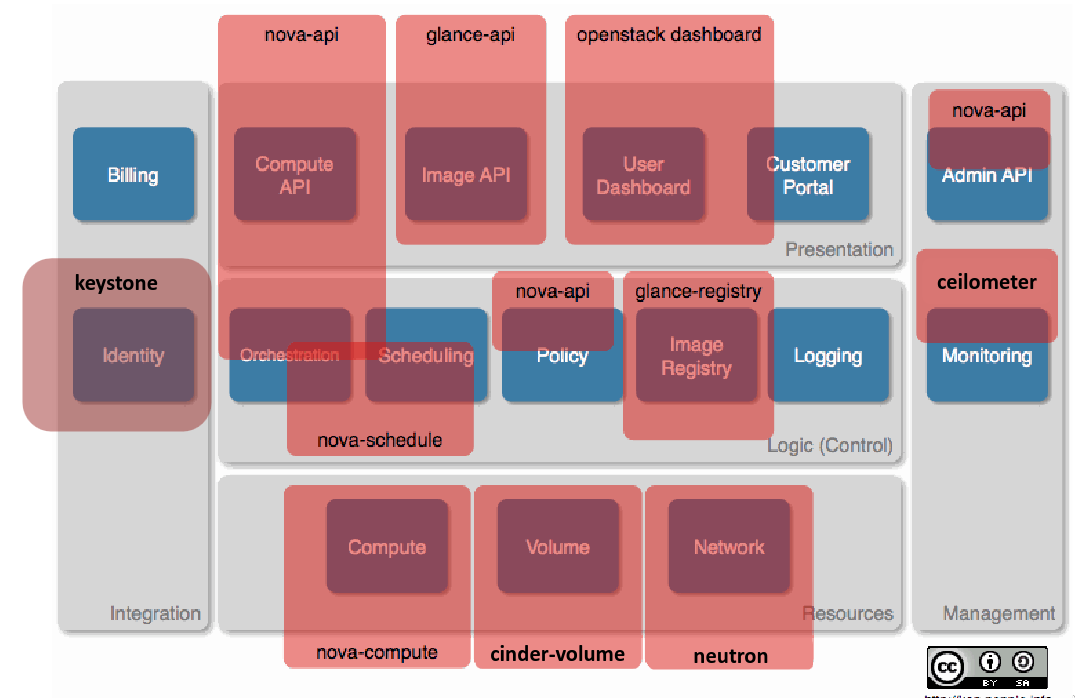 nova-api
glance-api
openstack dashboard
nova-api
Billing
Compute
API
Image API
User
Dashboard
Customer
Portal
Admin API
Presentation
keystone
nova-api
glance-registry
ceilometer
Identity
Orchestration
Scheduling
Policy
Image
Registry
Logging
Monitoring
nova-schedule
Logic (Control)
Compute
Volume
Network
Integration
Resources
Management
nova-compute
cinder-volume
neutron
cc
BY SA